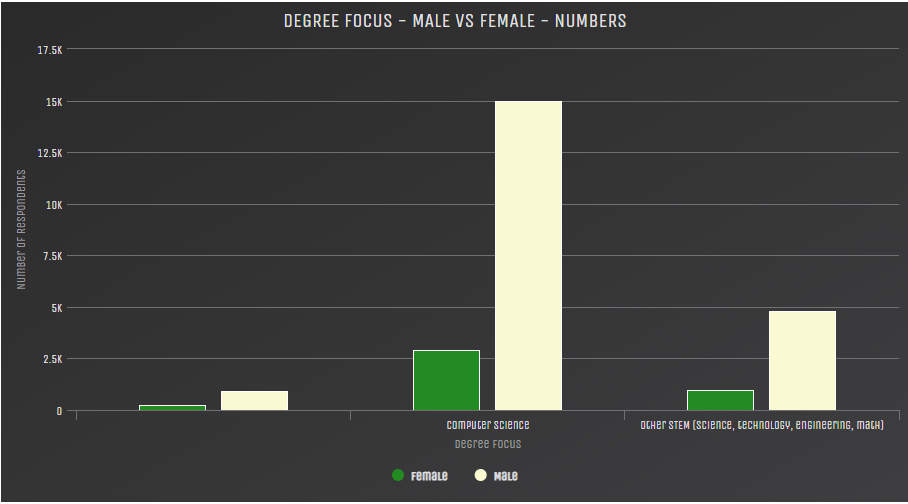 DEGREE FOCUS - MALE VS FEMALE - NUMBERS
17.5K
15K
12.5K
10K
7.5K
5K
2.5K
0
Number of Respondents
Computer Science
Other STEM (science, technology, engineering, math)
Degree Focus
Female
Male